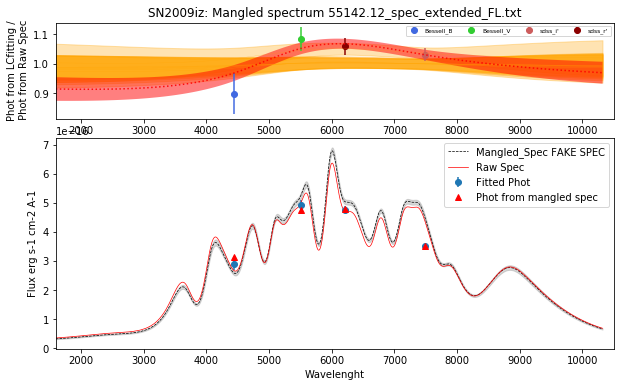 SN2009iz: Mangled spectrum 55142.12_spec_extended_FL.txt
Phot from LCfitting /
Phot from Raw Spec
1.1
1.0
0.9
Bessell_B
Bessell_V
sdss_i'
sdss_r'
2000 3000 4000 5000 6000 7000 8000 9000 10000
1e−16
Flux erg s-1 cm-2 A-1
7
6
5
4
3
2
1
0
Mangled_Spec FAKE SPEC
Raw Spec
Fitted Phot
Phot from mangled spec
2000 3000 4000 5000 6000 7000 8000 9000 10000
Wavelenght